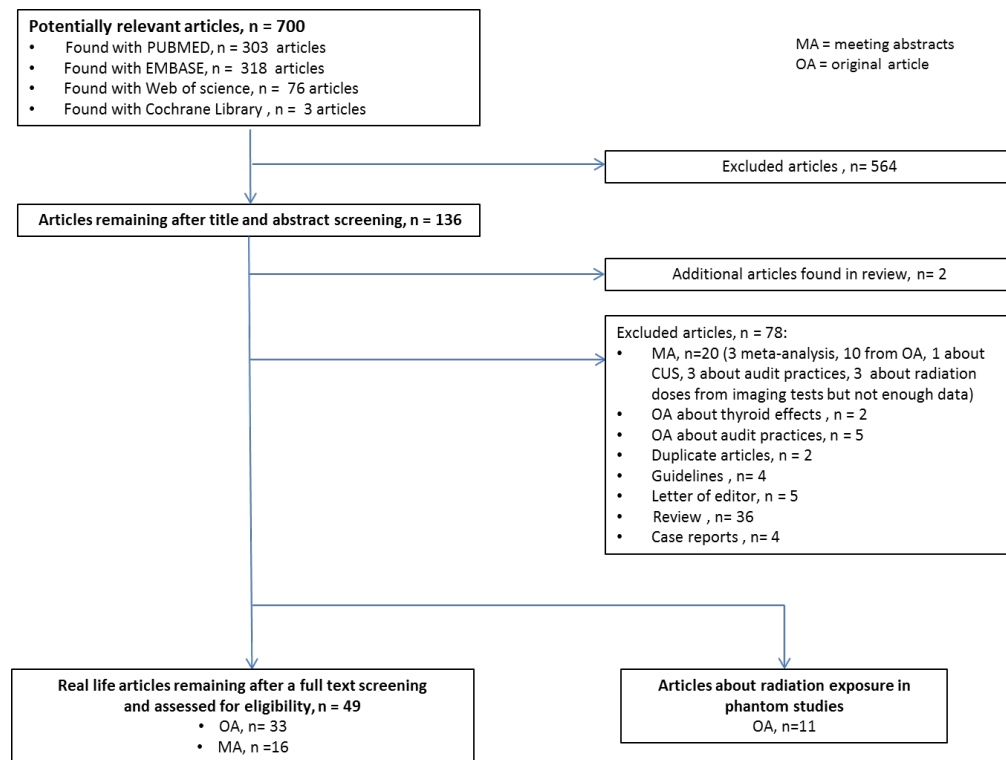 Potentially relevant articles, n = 700
• Found with PUBMED, n = 303 articles
• Found with EMBASE, n = 318 articles
• Found with Web of science, n = 76 articles
• Found with Cochrane Library , n = 3 articles
MA = meeting abstracts
OA = original article
Excluded articles , n= 564
Articles remaining after title and abstract screening, n = 136
Additional articles found in review, n= 2
Excluded articles, n = 78:
• MA, n=20 (3 meta-analysis, 10 from OA, 1 about
CUS, 3 about audit practices, 3 about radiation
doses from imaging tests but not enough data)
• OA about thyroid effects , n = 2
• OA about audit practices, n = 5
• Duplicate articles, n = 2
• Guidelines , n= 4
• Letter of editor, n = 5
• Review , n= 36
• Case reports , n= 4
Real life articles remaining after a full text screening
and assessed for eligibility, n = 49
• OA, n= 33
• MA, n =16
Articles about radiation exposure in
phantom studies
OA, n=11